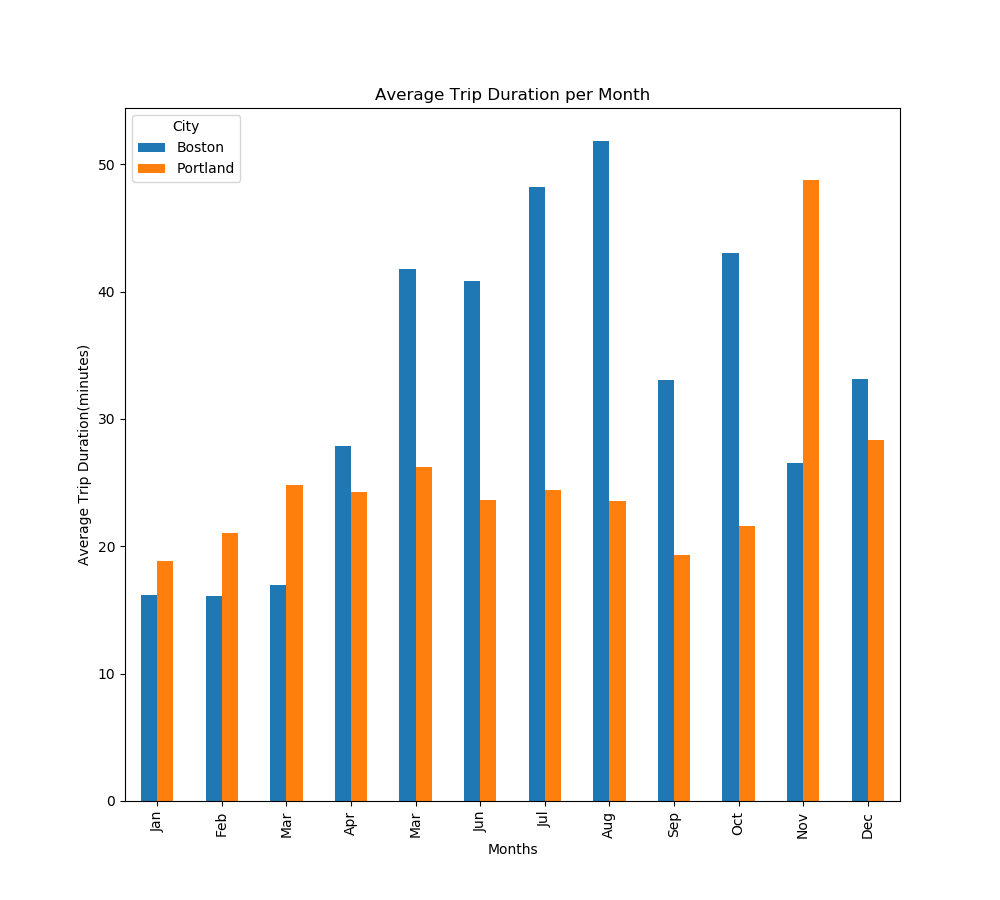 Average Trip Duration per Month
City
Boston
Portland
50
40
30
20
10
0
Average Trip Duration(minutes)
Jan
Feb
Mar
Apr
Mar
Jun
Jul
Aug
Sep
Oct
Nov
Dec
Months